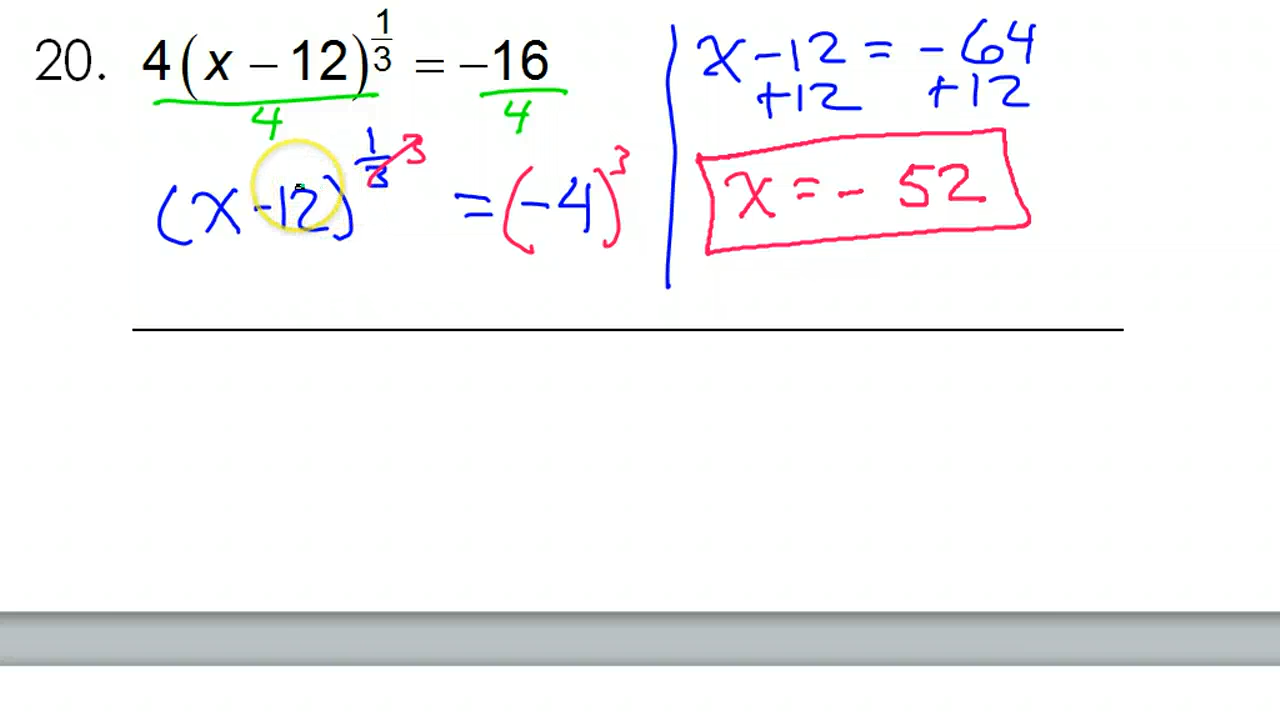 20. 4(x − 12)^(1/3) = −16
4 4
(x -12)^(1/3 · 3) = (-4)^3
x -12 = -64
+12 +12
x = - 52